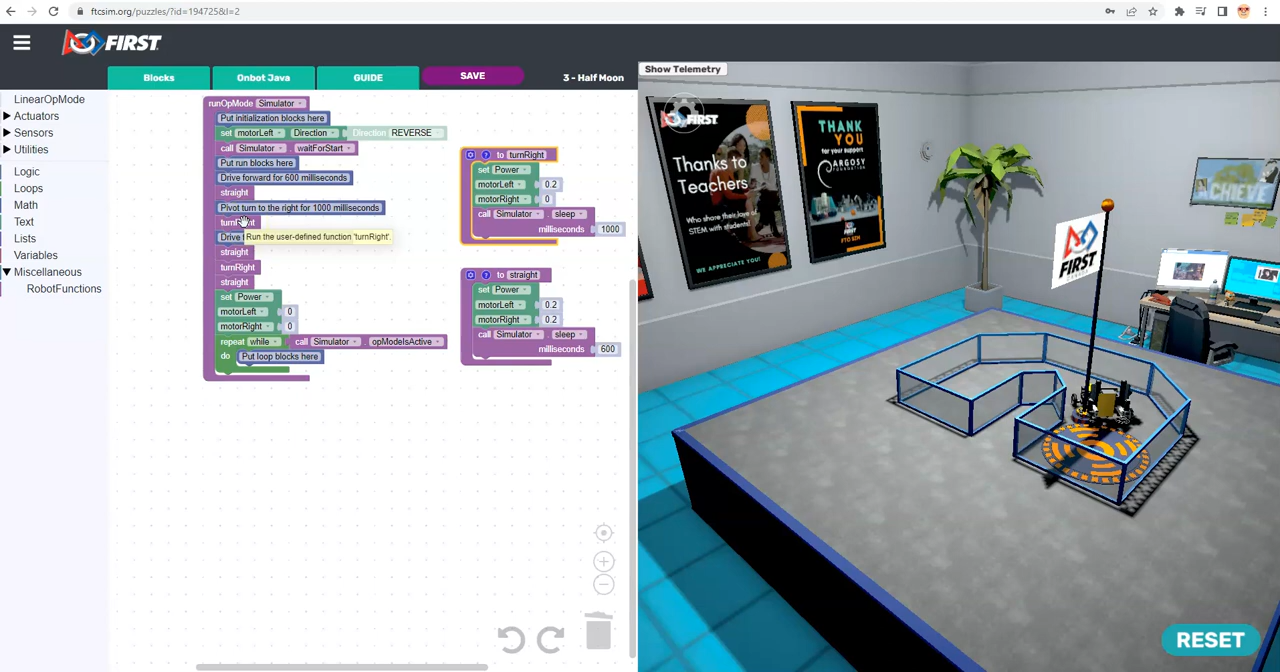 ftcsim.org/puzzles/?id=194725&l=2
FIRST
Blocks
Onbot Java
GUIDE
SAVE
3 - Half Moon
LinearOpMode
Actuators
Sensors
Utilities
Logic
Loops
Math
Text
Lists
Variables
Miscellaneous
RobotFunctions
runOpMode Simulator
Put initialization blocks here
set motorLeft . Direction Direction REVERSE
call Simulator . waitForStart
Put run blocks here
Drive forward for 600 milliseconds
straight
Pivot turn to the right for 1000 milliseconds
Drive
Run the user-defined function 'turnRight'.
straight
turnRight
straight
set Power
motorLeft 0
motorRight 0
repeat while call Simulator . opModeIsActive
do Put loop blocks here
to turnRight
set Power
motorLeft 0.2
motorRight 0
call Simulator . sleep
milliseconds 1000
to straight
set Power
motorLeft 0.2
motorRight 0.2
call Simulator . sleep
milliseconds 600
Show Telemetry
FIRST
Thanks to
Teachers
Who share their love of
STEM with students!
WE APPRECIATE YOU!
THANK
YOU
for your support
ARGOSY
FOUNDATION
FTC SIM
ACHIEVE
FIRST
RESET